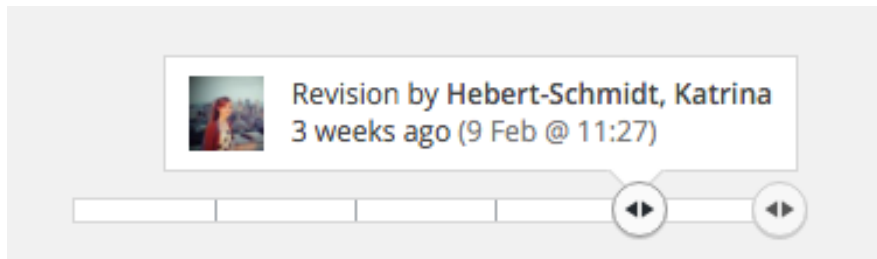 Revision by Hebert-Schmidt, Katrina
3 weeks ago (9 Feb @ 11:27)